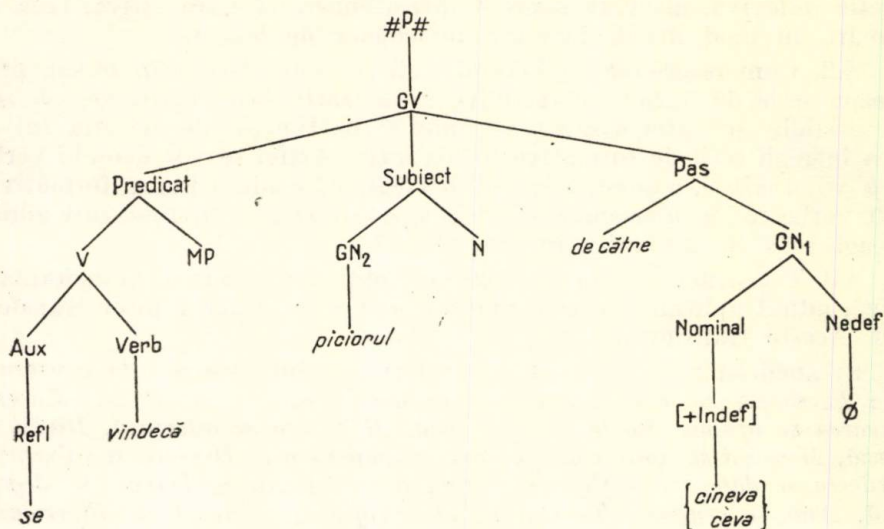 #P#
GV
Predicat Subiect Pas
V MP GN₂ N de către GN₁
Aux Verb piciorul Nominal Nedef
Refl vindecă [+Indef] Ø
se cineva
ceva